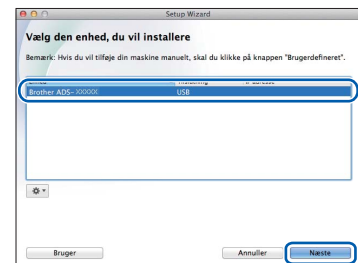 Setup Wizard
Vælg den enhed, du vil installere
Bemærk: Hvis du vil tilføje din maskine manuelt, skal du klikke på knappen "Brugerdefineret".
Brother ADS-XXXXX USB
Bruger Annuller Næste